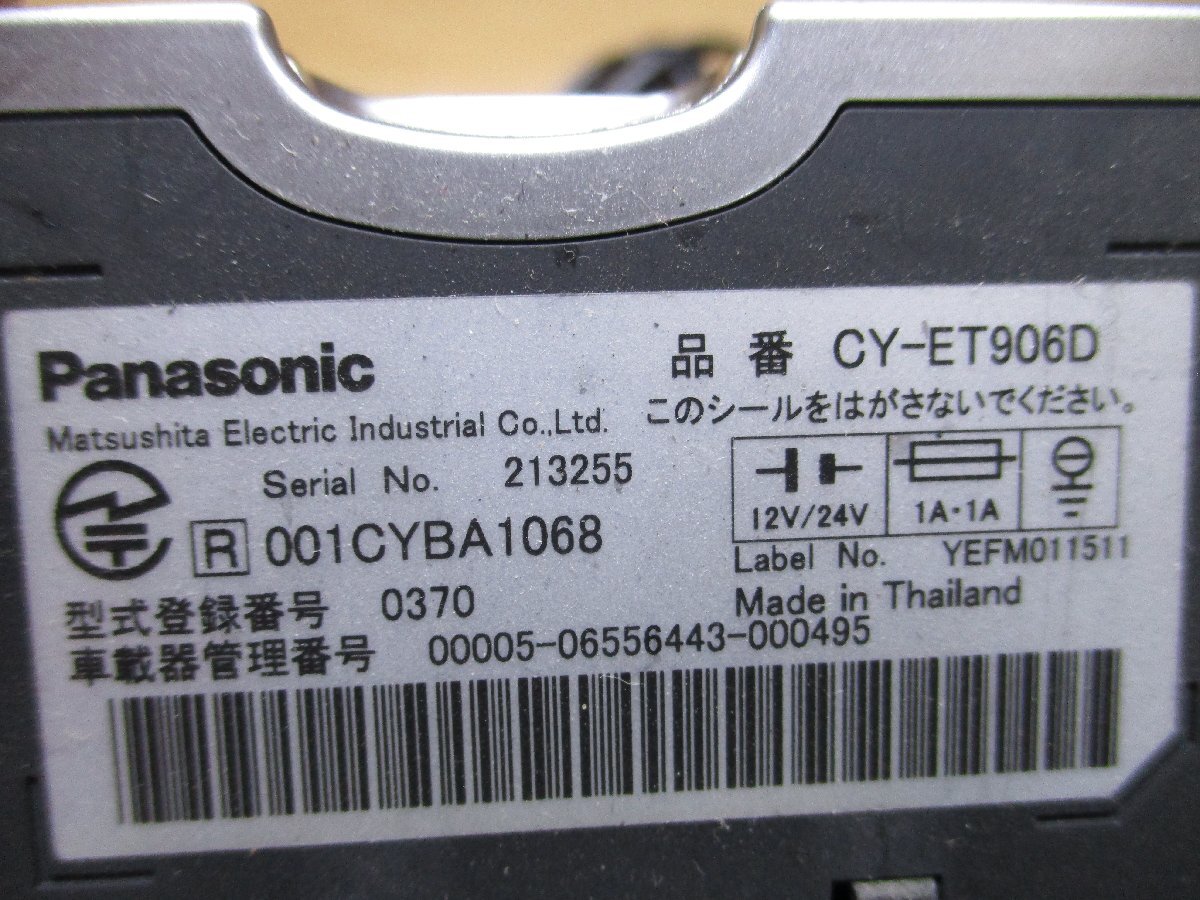 Panasonic
Matsushita Electric Industrial Co.,Ltd.
Serial No. 213255
R 001CYBA1068
型式登録番号 0370
車載器管理番号 00005-06556443-000495
品番 CY-ET906D
このシールをはがさないでください。
12V/24V 1A・1A
Label No. YEFM011511
Made in Thailand